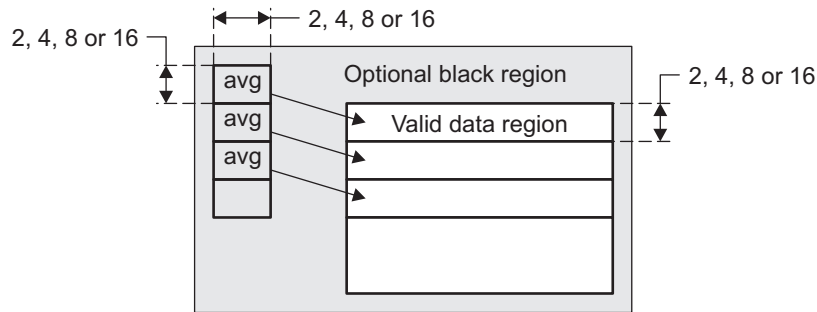 2, 4, 8 or 16
2, 4, 8 or 16
avg
Optional black region
2, 4, 8 or 16
avg
Valid data region
avg